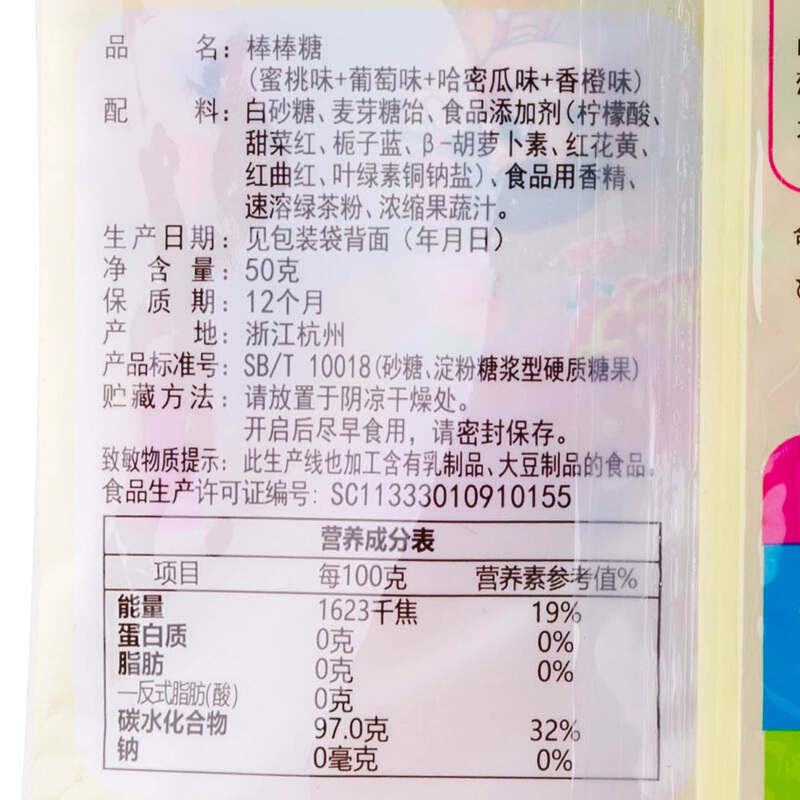 品 名：棒棒糖
（蜜桃味+葡萄味+哈密瓜味+香橙味）
配 料：白砂糖、麦芽糖饴、食品添加剂（柠檬酸、
甜菜红、栀子蓝、β-胡萝卜素、红花黄、
红曲红、叶绿素铜钠盐）、食品用香精、
速溶绿茶粉、浓缩果蔬汁。
生产日期：见包装袋背面（年月日）
净含量：50克
保质期：12个月
产 地：浙江杭州
产品标准号：SB/T 10018（砂糖、淀粉糖浆型硬质糖果）
贮藏方法：请放置于阴凉干燥处。
开启后尽早食用，请密封保存。
致敏物质提示：此生产线也加工含有乳制品、大豆制品的食品。
食品生产许可证编号：SC11333010910155
营养成分表
项目 每100克 营养素参考值%
能量 1623千焦 19%
蛋白质 0克 0%
脂肪 0克 0%
—反式脂肪(酸) 0克
碳水化合物 97.0克 32%
钠 0毫克 0%